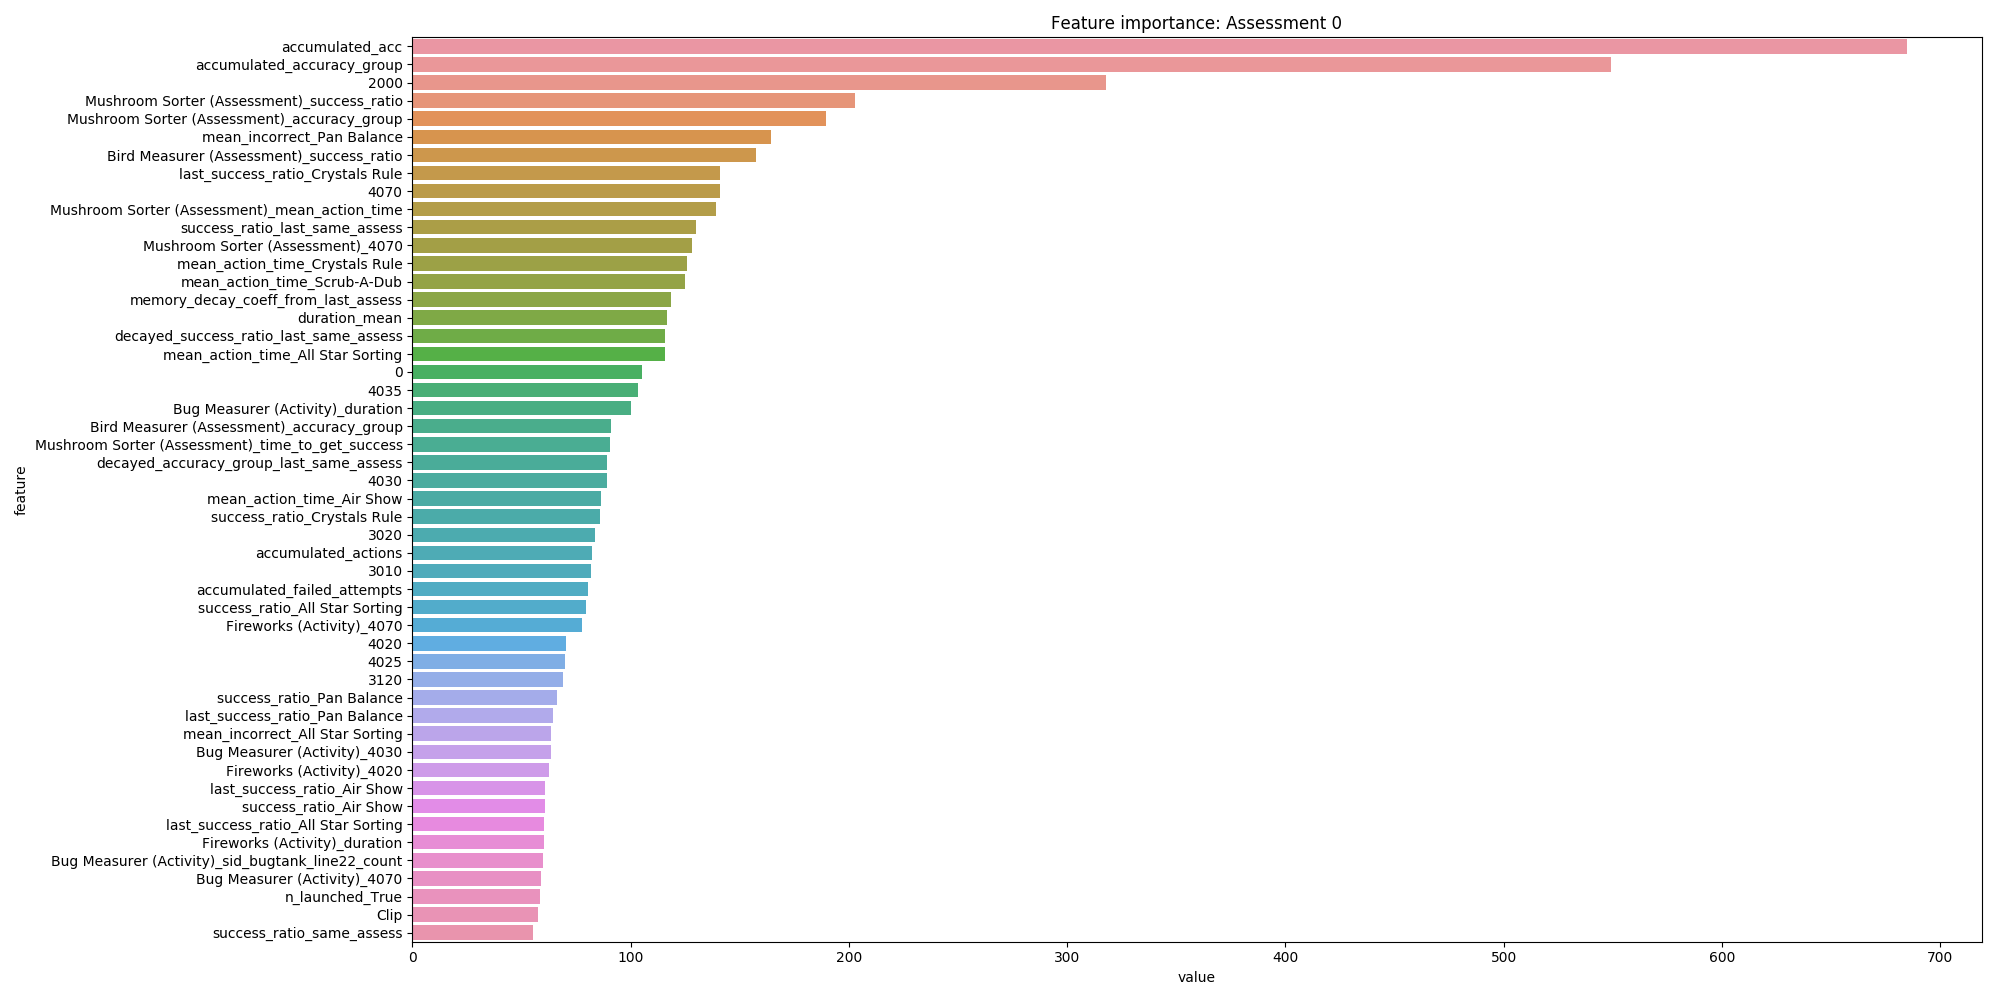 Feature importance: Assessment 0
accumulated_acc
accumulated_accuracy_group
2000
Mushroom Sorter (Assessment)_success_ratio
Mushroom Sorter (Assessment)_accuracy_group
mean_incorrect_Pan Balance
Bird Measurer (Assessment)_success_ratio
last_success_ratio_Crystals Rule
4070
Mushroom Sorter (Assessment)_mean_action_time
success_ratio_last_same_assess
Mushroom Sorter (Assessment)_4070
mean_action_time_Crystals Rule
mean_action_time_Scrub-A-Dub
memory_decay_coeff_from_last_assess
duration_mean
decayed_success_ratio_last_same_assess
mean_action_time_All Star Sorting
0
4035
Bug Measurer (Activity)_duration
Bird Measurer (Assessment)_accuracy_group
Mushroom Sorter (Assessment)_time_to_get_success
decayed_accuracy_group_last_same_assess
4030
mean_action_time_Air Show
success_ratio_Crystals Rule
3020
accumulated_actions
3010
accumulated_failed_attempts
success_ratio_All Star Sorting
Fireworks (Activity)_4070
4020
4025
3120
success_ratio_Pan Balance
last_success_ratio_Pan Balance
mean_incorrect_All Star Sorting
Bug Measurer (Activity)_4030
Fireworks (Activity)_4020
last_success_ratio_Air Show
success_ratio_Air Show
last_success_ratio_All Star Sorting
Fireworks (Activity)_duration
Bug Measurer (Activity)_sid_bugtank_line22_count
Bug Measurer (Activity)_4070
n_launched_True
Clip
success_ratio_same_assess
feature
0 100 200 300 400 500 600 700
value